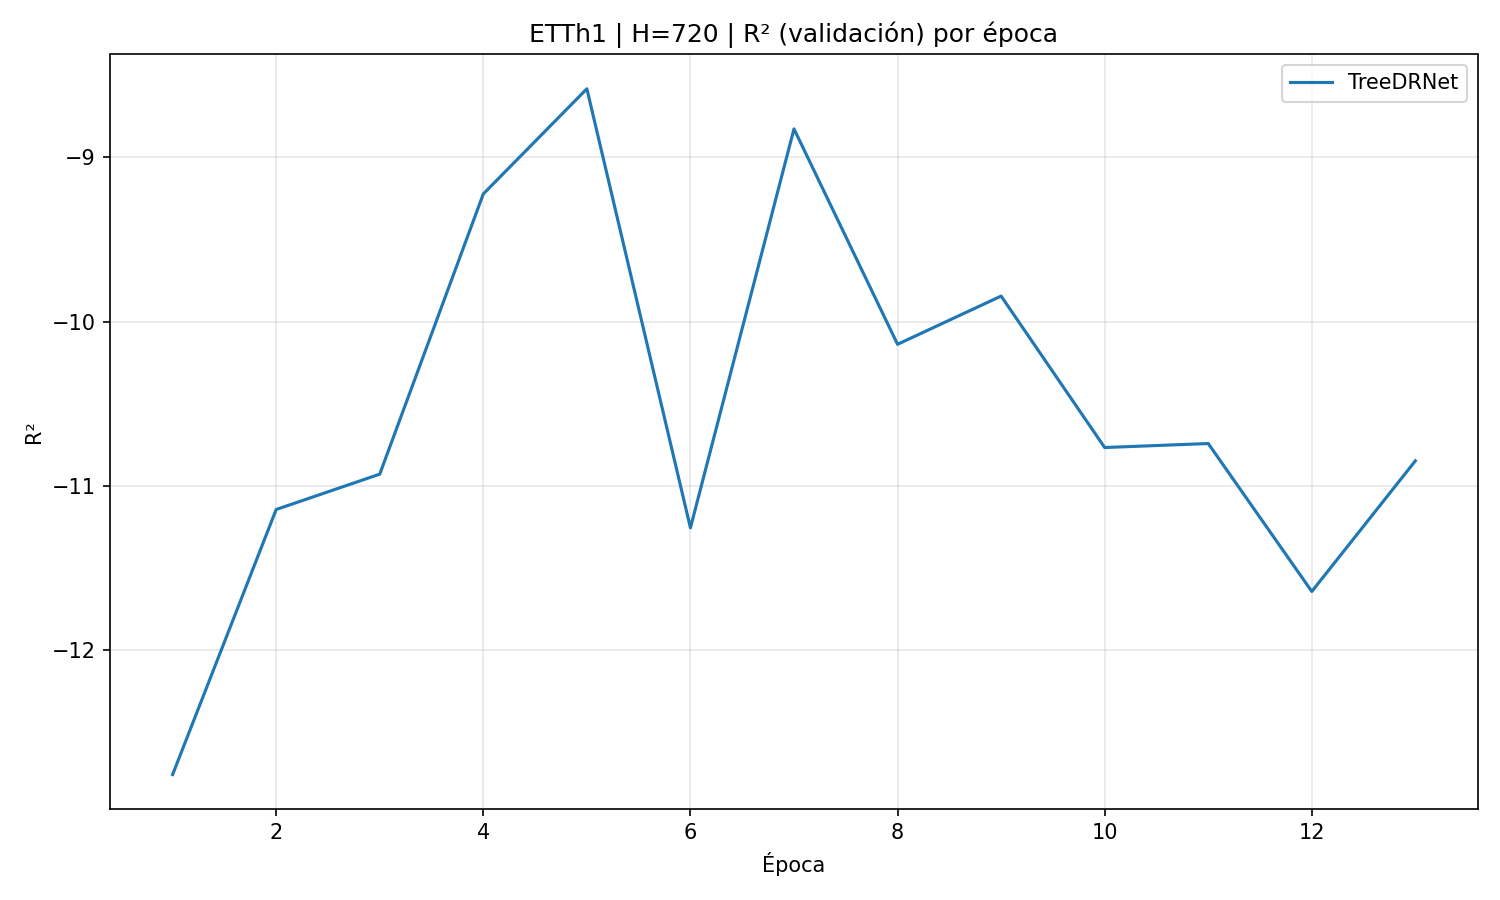 ETTh1 | H=720 | R² (validación) por época
TreeDRNet
−9
−10
−11
−12
R²
2 4 6 8 10 12
Época